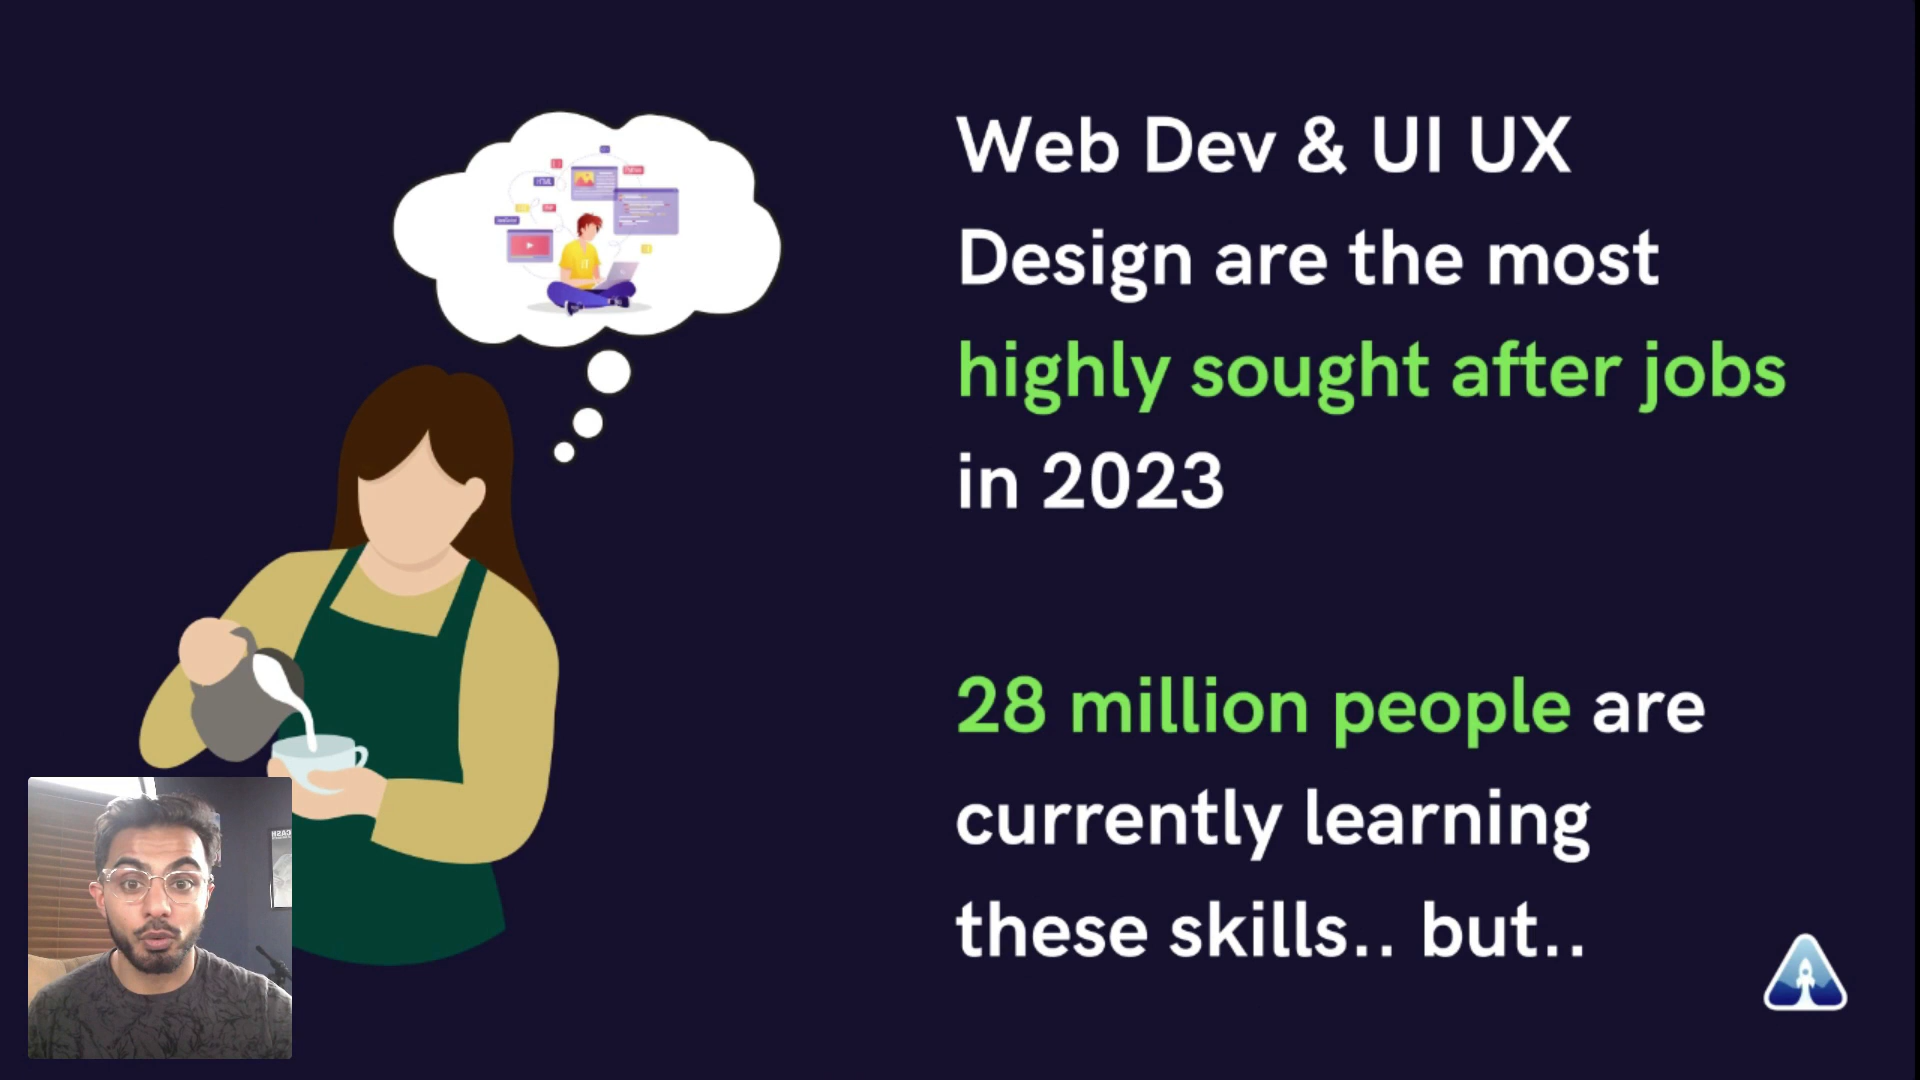 Web Dev & UI UX
Design are the most
highly sought after jobs
in 2023
28 million people are
currently learning
these skills.. but..
HTML